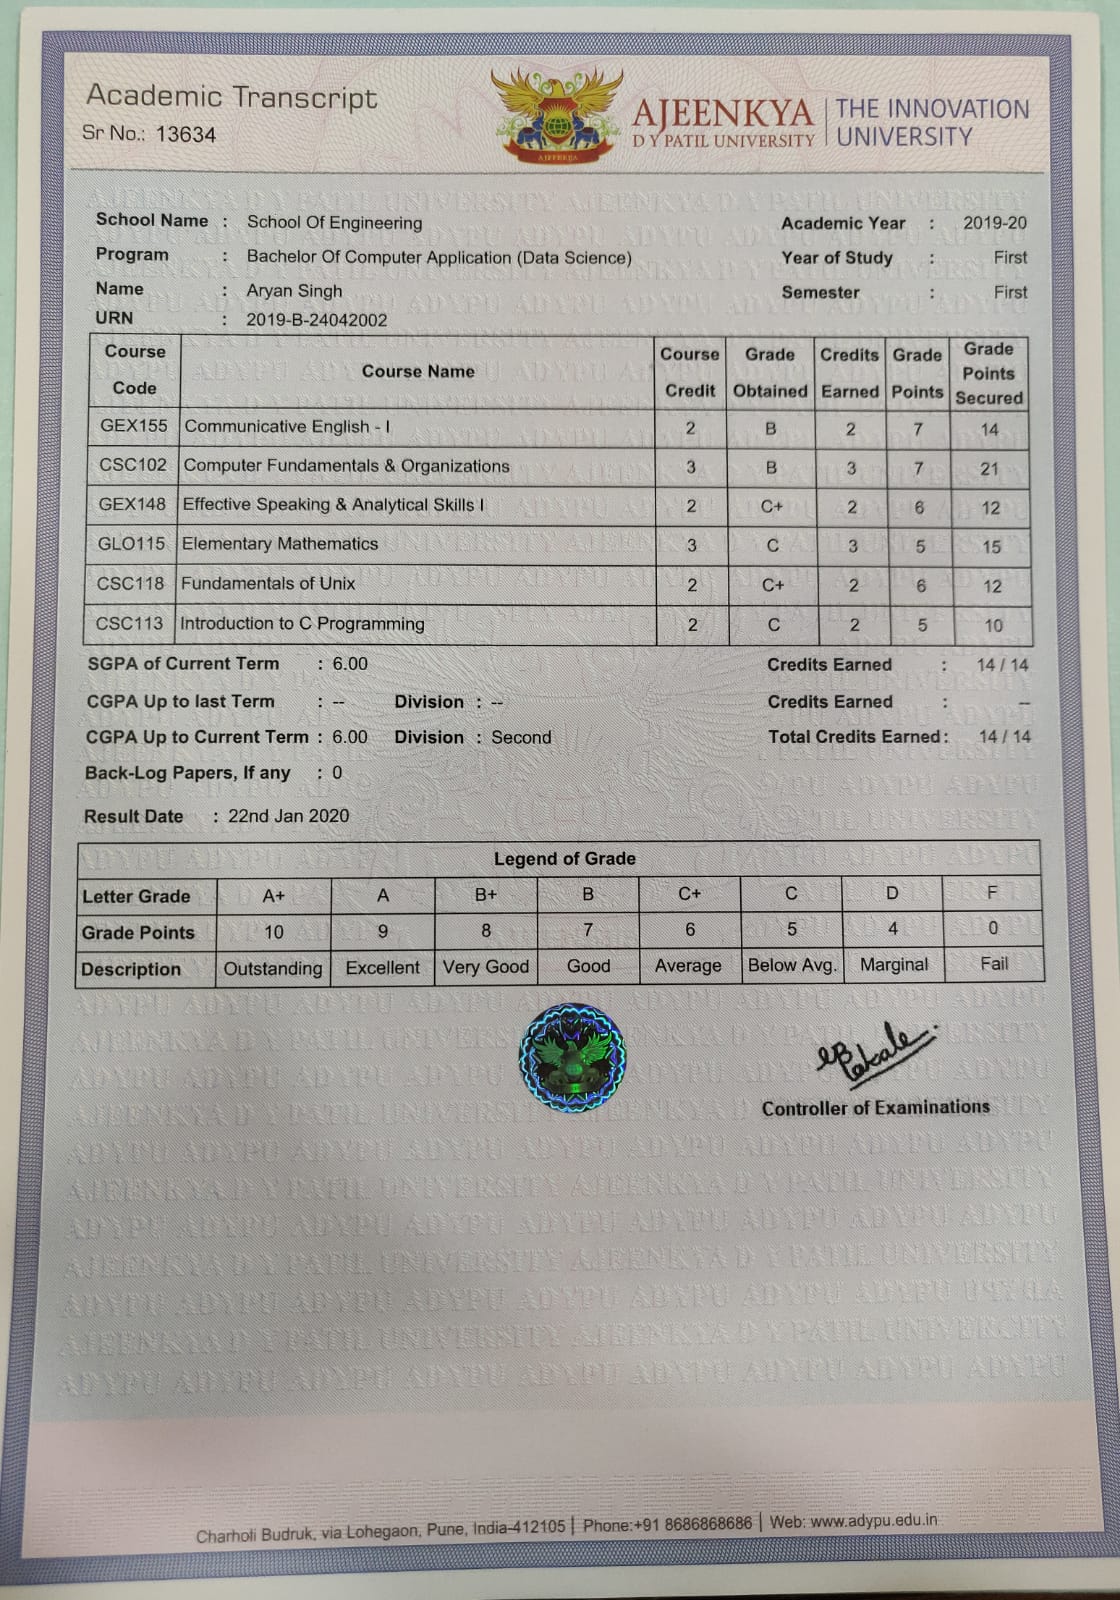 Academic Transcript
Sr No.: 13634
AJEENKYA
D Y PATIL UNIVERSITY
THE INNOVATION
UNIVERSITY
AJEENKYA
School Name : School Of Engineering Academic Year : 2019-20
Program : Bachelor Of Computer Application (Data Science) Year of Study : First
Name : Aryan Singh Semester : First
URN : 2019-B-24042002
Course Code Course Name Course Credit Grade Obtained Credits Earned Grade Points Grade Points Secured
GEX155 Communicative English - I 2 B 2 7 14
CSC102 Computer Fundamentals & Organizations 3 B 3 7 21
GEX148 Effective Speaking & Analytical Skills I 2 C+ 2 6 12
GLO115 Elementary Mathematics 3 C 3 5 15
CSC118 Fundamentals of Unix 2 C+ 2 6 12
CSC113 Introduction to C Programming 2 C 2 5 10
SGPA of Current Term : 6.00 Credits Earned : 14 / 14
CGPA Up to last Term : -- Division : -- Credits Earned : --
CGPA Up to Current Term : 6.00 Division : Second Total Credits Earned : 14 / 14
Back-Log Papers, If any : 0
Result Date : 22nd Jan 2020
Legend of Grade
Letter Grade A+ A B+ B C+ C D F
Grade Points 10 9 8 7 6 5 4 0
Description Outstanding Excellent Very Good Good Average Below Avg. Marginal Fail
Controller of Examinations
Charholi Budruk, via Lohegaon, Pune, India-412105 | Phone:+91 8686868686 | Web: www.adypu.edu.in